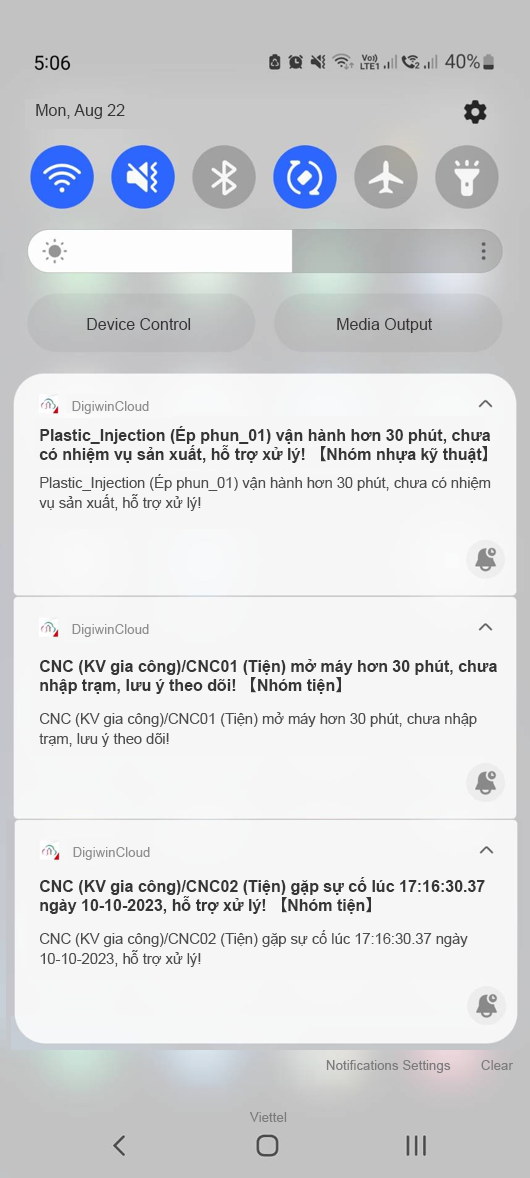 5:06
Vo))
LTE1
2
40%
Mon, Aug 22
Device Control
Media Output
DigiwinCloud
Plastic_Injection (Ép phun_01) vận hành hơn 30 phút, chưa
có nhiệm vụ sản xuất, hỗ trợ xử lý! 【Nhóm nhựa kỹ thuật】
Plastic_Injection (Ép phun_01) vận hành hơn 30 phút, chưa có nhiệm
vụ sản xuất, hỗ trợ xử lý!
DigiwinCloud
CNC (KV gia công)/CNC01 (Tiện) mở máy hơn 30 phút, chưa
nhập trạm, lưu ý theo dõi! 【Nhóm tiện】
CNC (KV gia công)/CNC01 (Tiện) mở máy hơn 30 phút, chưa nhập
trạm, lưu ý theo dõi!
DigiwinCloud
CNC (KV gia công)/CNC02 (Tiện) gặp sự cố lúc 17:16:30.37
ngày 10-10-2023, hỗ trợ xử lý! 【Nhóm tiện】
CNC (KV gia công)/CNC02 (Tiện) gặp sự cố lúc 17:16:30.37 ngày
10-10-2023, hỗ trợ xử lý!
Notifications Settings
Clear
Viettel